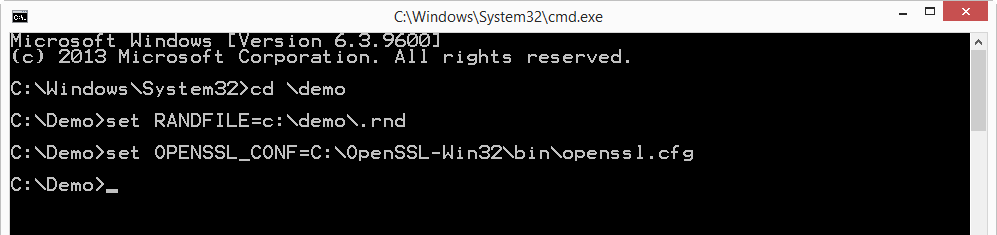 C:\Windows\System32\cmd.exe
Microsoft Windows [Version 6.3.9600]
(c) 2013 Microsoft Corporation. All rights reserved.
C:\Windows\System32>cd \demo
C:\Demo>set RANDFILE=c:\demo\.rnd
C:\Demo>set OPENSSL_CONF=C:\OpenSSL-Win32\bin\openssl.cfg
C:\Demo>_